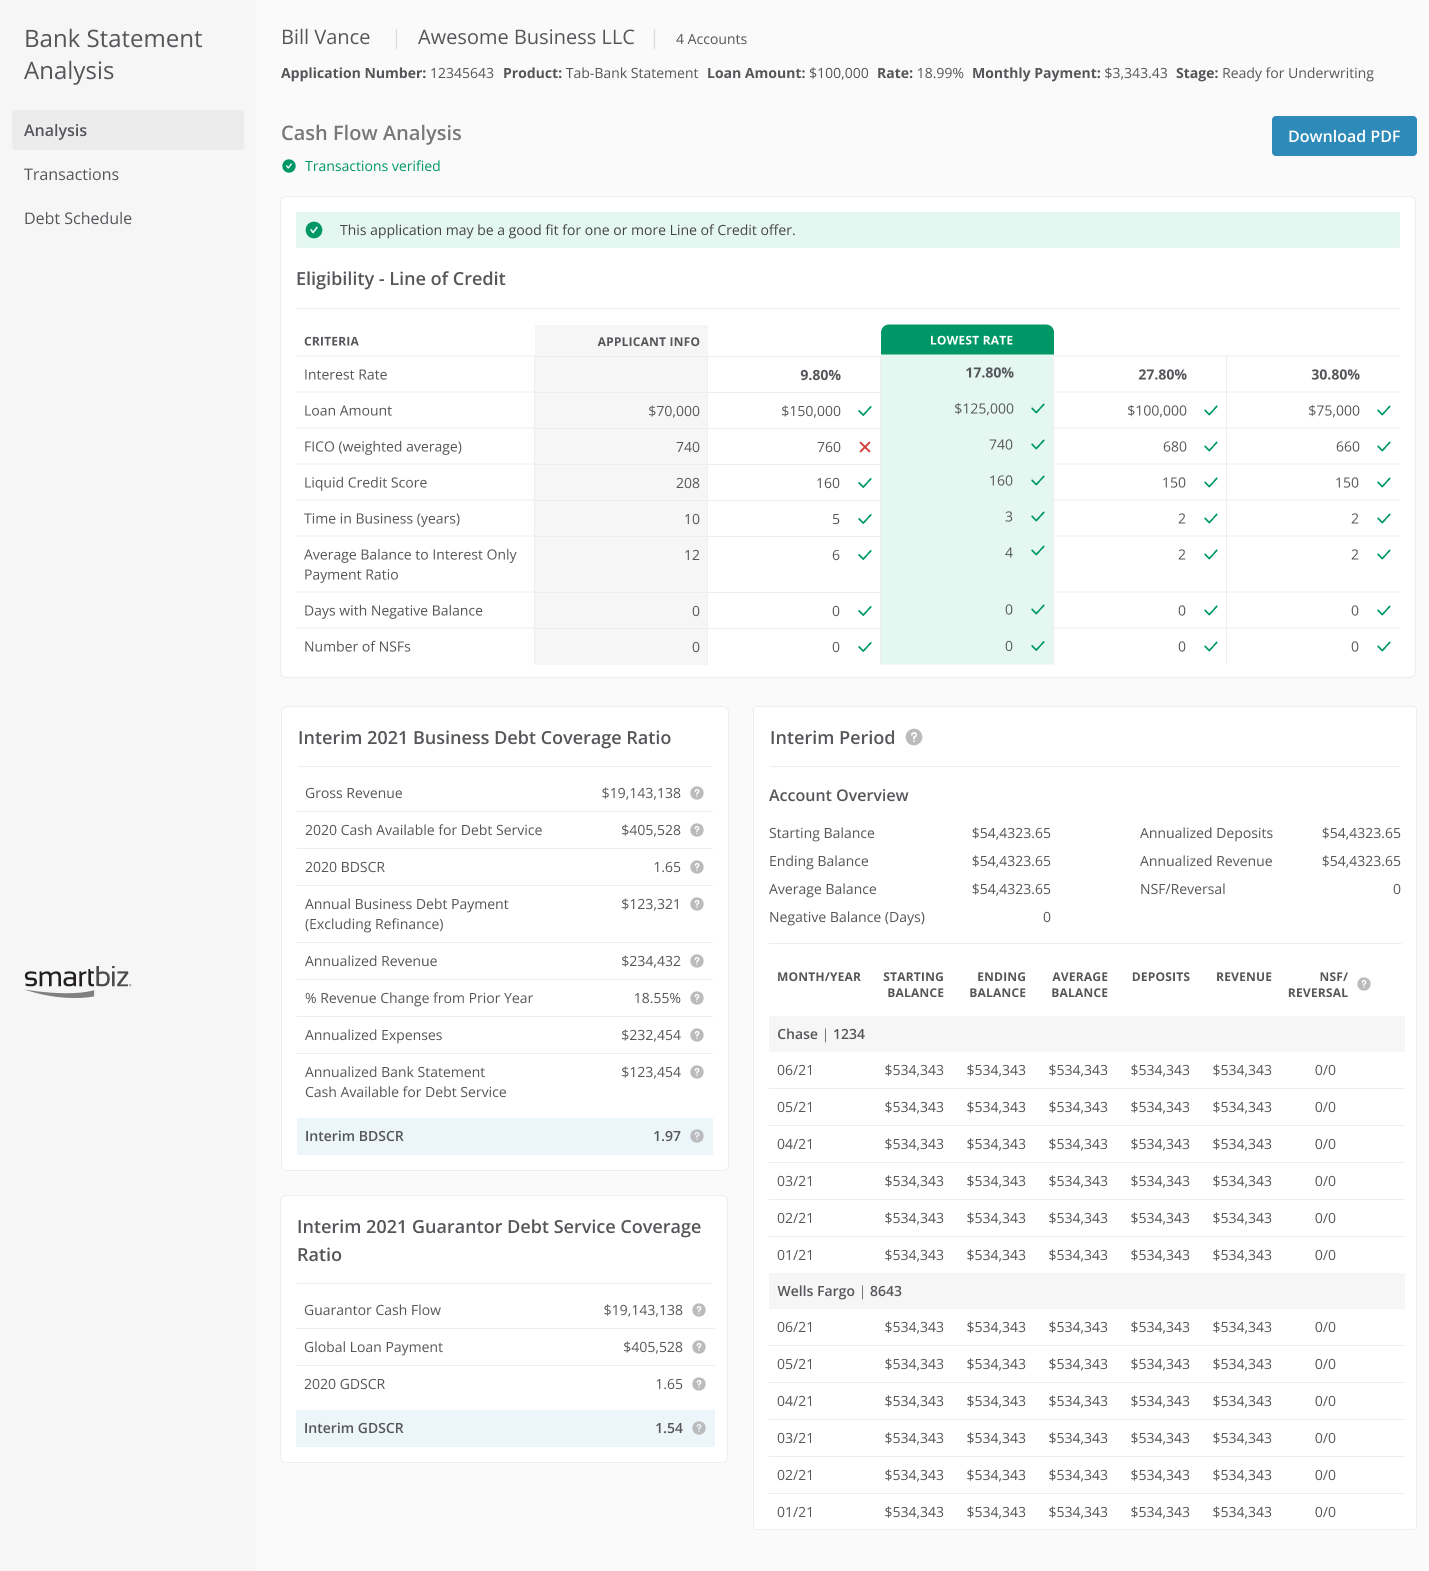 Bank Statement
Analysis
Analysis
Transactions
Debt Schedule
smartbiz
Bill Vance | Awesome Business LLC | 4 Accounts
Application Number: 12345643 Product: Tab-Bank Statement Loan Amount: $100,000 Rate: 18.99% Monthly Payment: $3,343.43 Stage: Ready for Underwriting
Cash Flow Analysis
Download PDF
Transactions verified
This application may be a good fit for one or more Line of Credit offer.
Eligibility - Line of Credit
CRITERIA APPLICANT INFO LOWEST RATE
Interest Rate 9.80% 17.80% 27.80% 30.80%
Loan Amount $70,000 $150,000 $125,000 $100,000 $75,000
FICO (weighted average) 740 760 740 680 660
Liquid Credit Score 208 160 160 150 150
Time in Business (years) 10 5 3 2 2
Average Balance to Interest Only 12 6 4 2 2
Payment Ratio
Days with Negative Balance 0 0 0 0 0
Number of NSFs 0 0 0 0 0
Interim 2021 Business Debt Coverage Ratio
Gross Revenue $19,143,138
2020 Cash Available for Debt Service $405,528
2020 BDSCR 1.65
Annual Business Debt Payment $123,321
(Excluding Refinance)
Annualized Revenue $234,432
% Revenue Change from Prior Year 18.55%
Annualized Expenses $232,454
Annualized Bank Statement $123,454
Cash Available for Debt Service
Interim BDSCR 1.97
Interim 2021 Guarantor Debt Service Coverage
Ratio
Guarantor Cash Flow $19,143,138
Global Loan Payment $405,528
2020 GDSCR 1.65
Interim GDSCR 1.54
Interim Period
Account Overview
Starting Balance $54,4323.65 Annualized Deposits $54,4323.65
Ending Balance $54,4323.65 Annualized Revenue $54,4323.65
Average Balance $54,4323.65 NSF/Reversal 0
Negative Balance (Days) 0
MONTH/YEAR STARTING ENDING AVERAGE DEPOSITS REVENUE NSF/
BALANCE BALANCE BALANCE REVERSAL
Chase | 1234
06/21 $534,343 $534,343 $534,343 $534,343 $534,343 0/0
05/21 $534,343 $534,343 $534,343 $534,343 $534,343 0/0
04/21 $534,343 $534,343 $534,343 $534,343 $534,343 0/0
03/21 $534,343 $534,343 $534,343 $534,343 $534,343 0/0
02/21 $534,343 $534,343 $534,343 $534,343 $534,343 0/0
01/21 $534,343 $534,343 $534,343 $534,343 $534,343 0/0
Wells Fargo | 8643
06/21 $534,343 $534,343 $534,343 $534,343 $534,343 0/0
05/21 $534,343 $534,343 $534,343 $534,343 $534,343 0/0
04/21 $534,343 $534,343 $534,343 $534,343 $534,343 0/0
03/21 $534,343 $534,343 $534,343 $534,343 $534,343 0/0
02/21 $534,343 $534,343 $534,343 $534,343 $534,343 0/0
01/21 $534,343 $534,343 $534,343 $534,343 $534,343 0/0